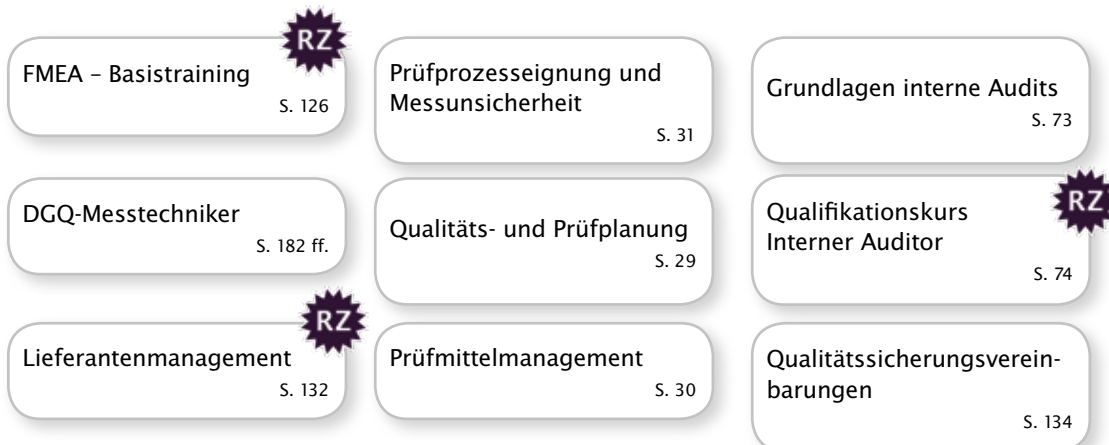 RZ
FMEA – Basistraining
S. 126
Prüfprozesseignung und
Messunsicherheit
S. 31
Grundlagen interne Audits
S. 73
DGQ-Messtechniker
S. 182 ff.
Qualitäts- und Prüfplanung
S. 29
RZ
Qualifikationskurs
Interner Auditor
S. 74
RZ
Lieferantenmanagement
S. 132
Prüfmittelmanagement
S. 30
Qualitätssicherungsverein-
barungen
S. 134